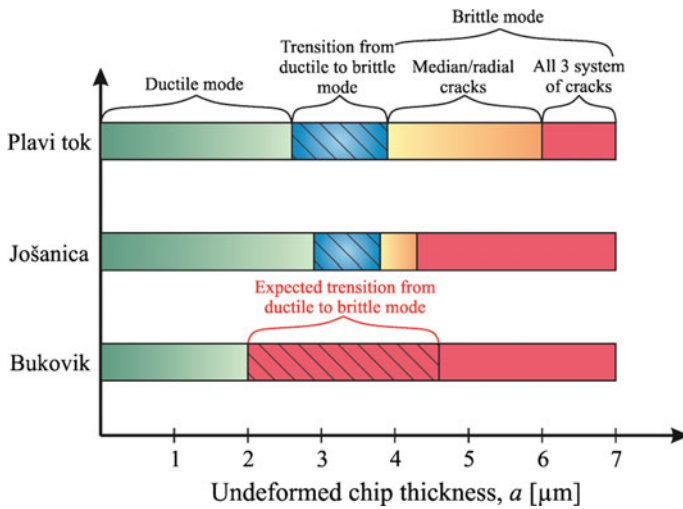 Brittle mode
Trensition from
ductile to brittle
mode
Ductile mode
Median/radial
cracks
All 3 system
of cracks
Plavi tok
Jošanica
Expected trensition from
ductile to brittle mode
Bukovik
1 2 3 4 5 6 7
Undeformed chip thickness, a [µm]